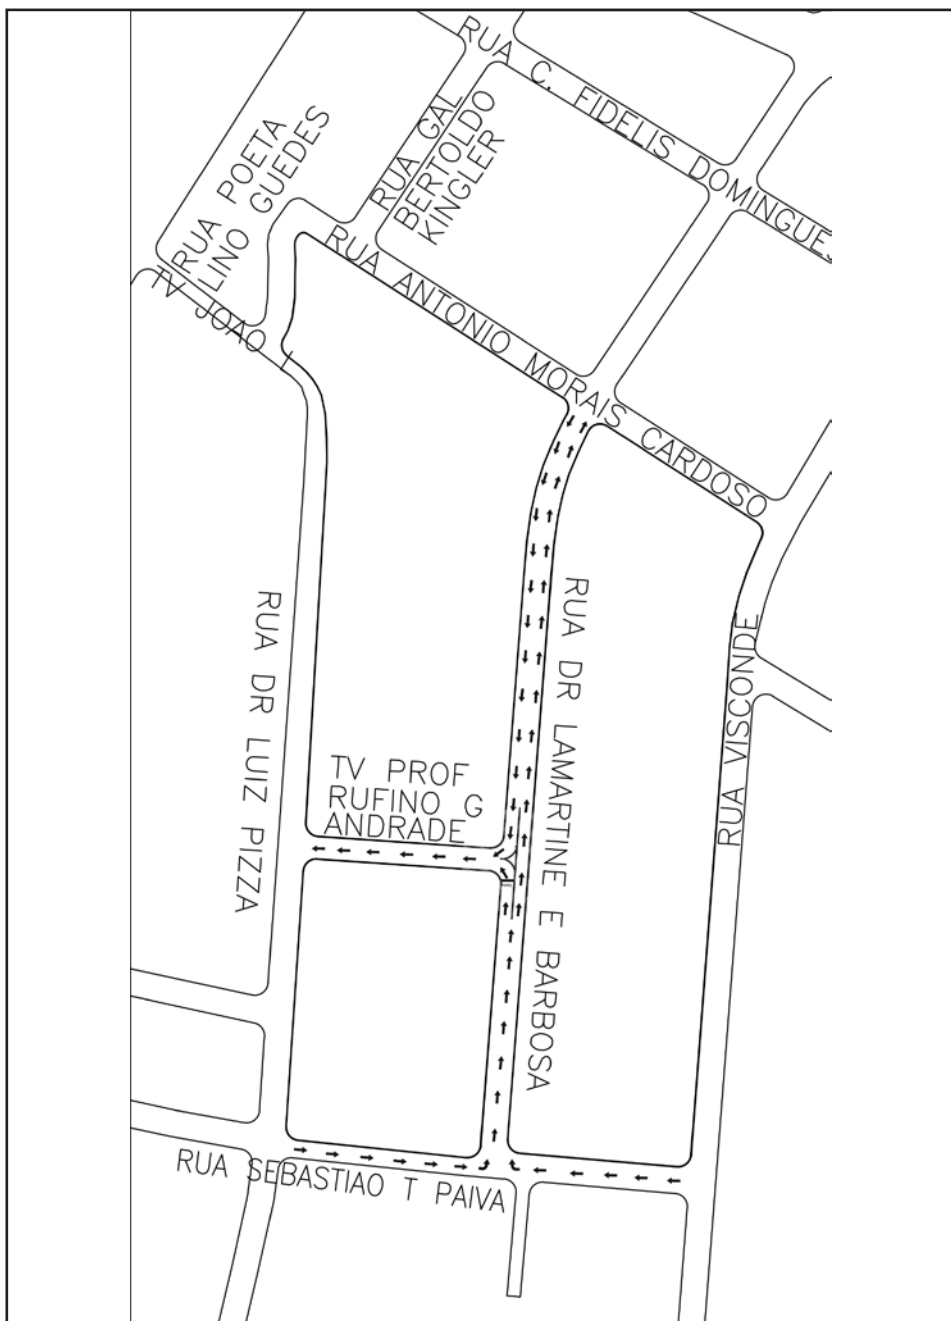 RUA C. FIDELIS DOMINGUES
RUA GAL
BERTOLDO
KINGLER
RUA POETA
LINO GUEDES
TV JOAO
RUA ANTONIO MORAIS CARDOSO
RUA DR LUIZ PIZZA
RUA DR LAMARTINE E BARBOSA
RUA VISCONDE
TV PROF
RUFINO G
ANDRADE
RUA SEBASTIAO T PAIVA